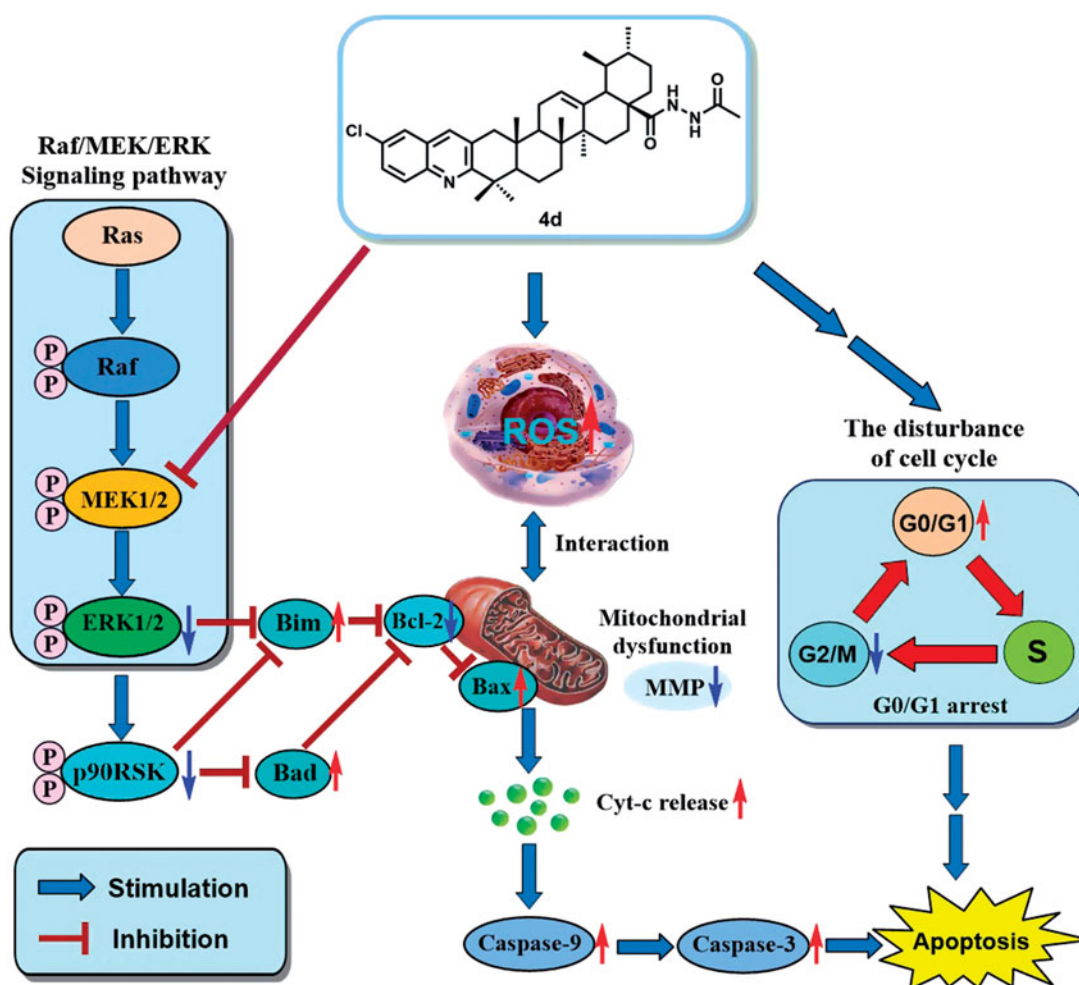 O
H
N
N
H
O
Cl
N
4d
Raf/MEK/ERK
Signaling pathway
Ras
P
P
Raf
P
P
MEK1/2
P
P
ERK1/2
Bim
Bcl-2
Bax
P
P
p90RSK
Bad
ROS
Interaction
Mitochondrial
dysfunction
MMP
Cyt-c release
Caspase-9
Caspase-3
Apoptosis
The disturbance
of cell cycle
G0/G1
G2/M
S
G0/G1 arrest
Stimulation
Inhibition